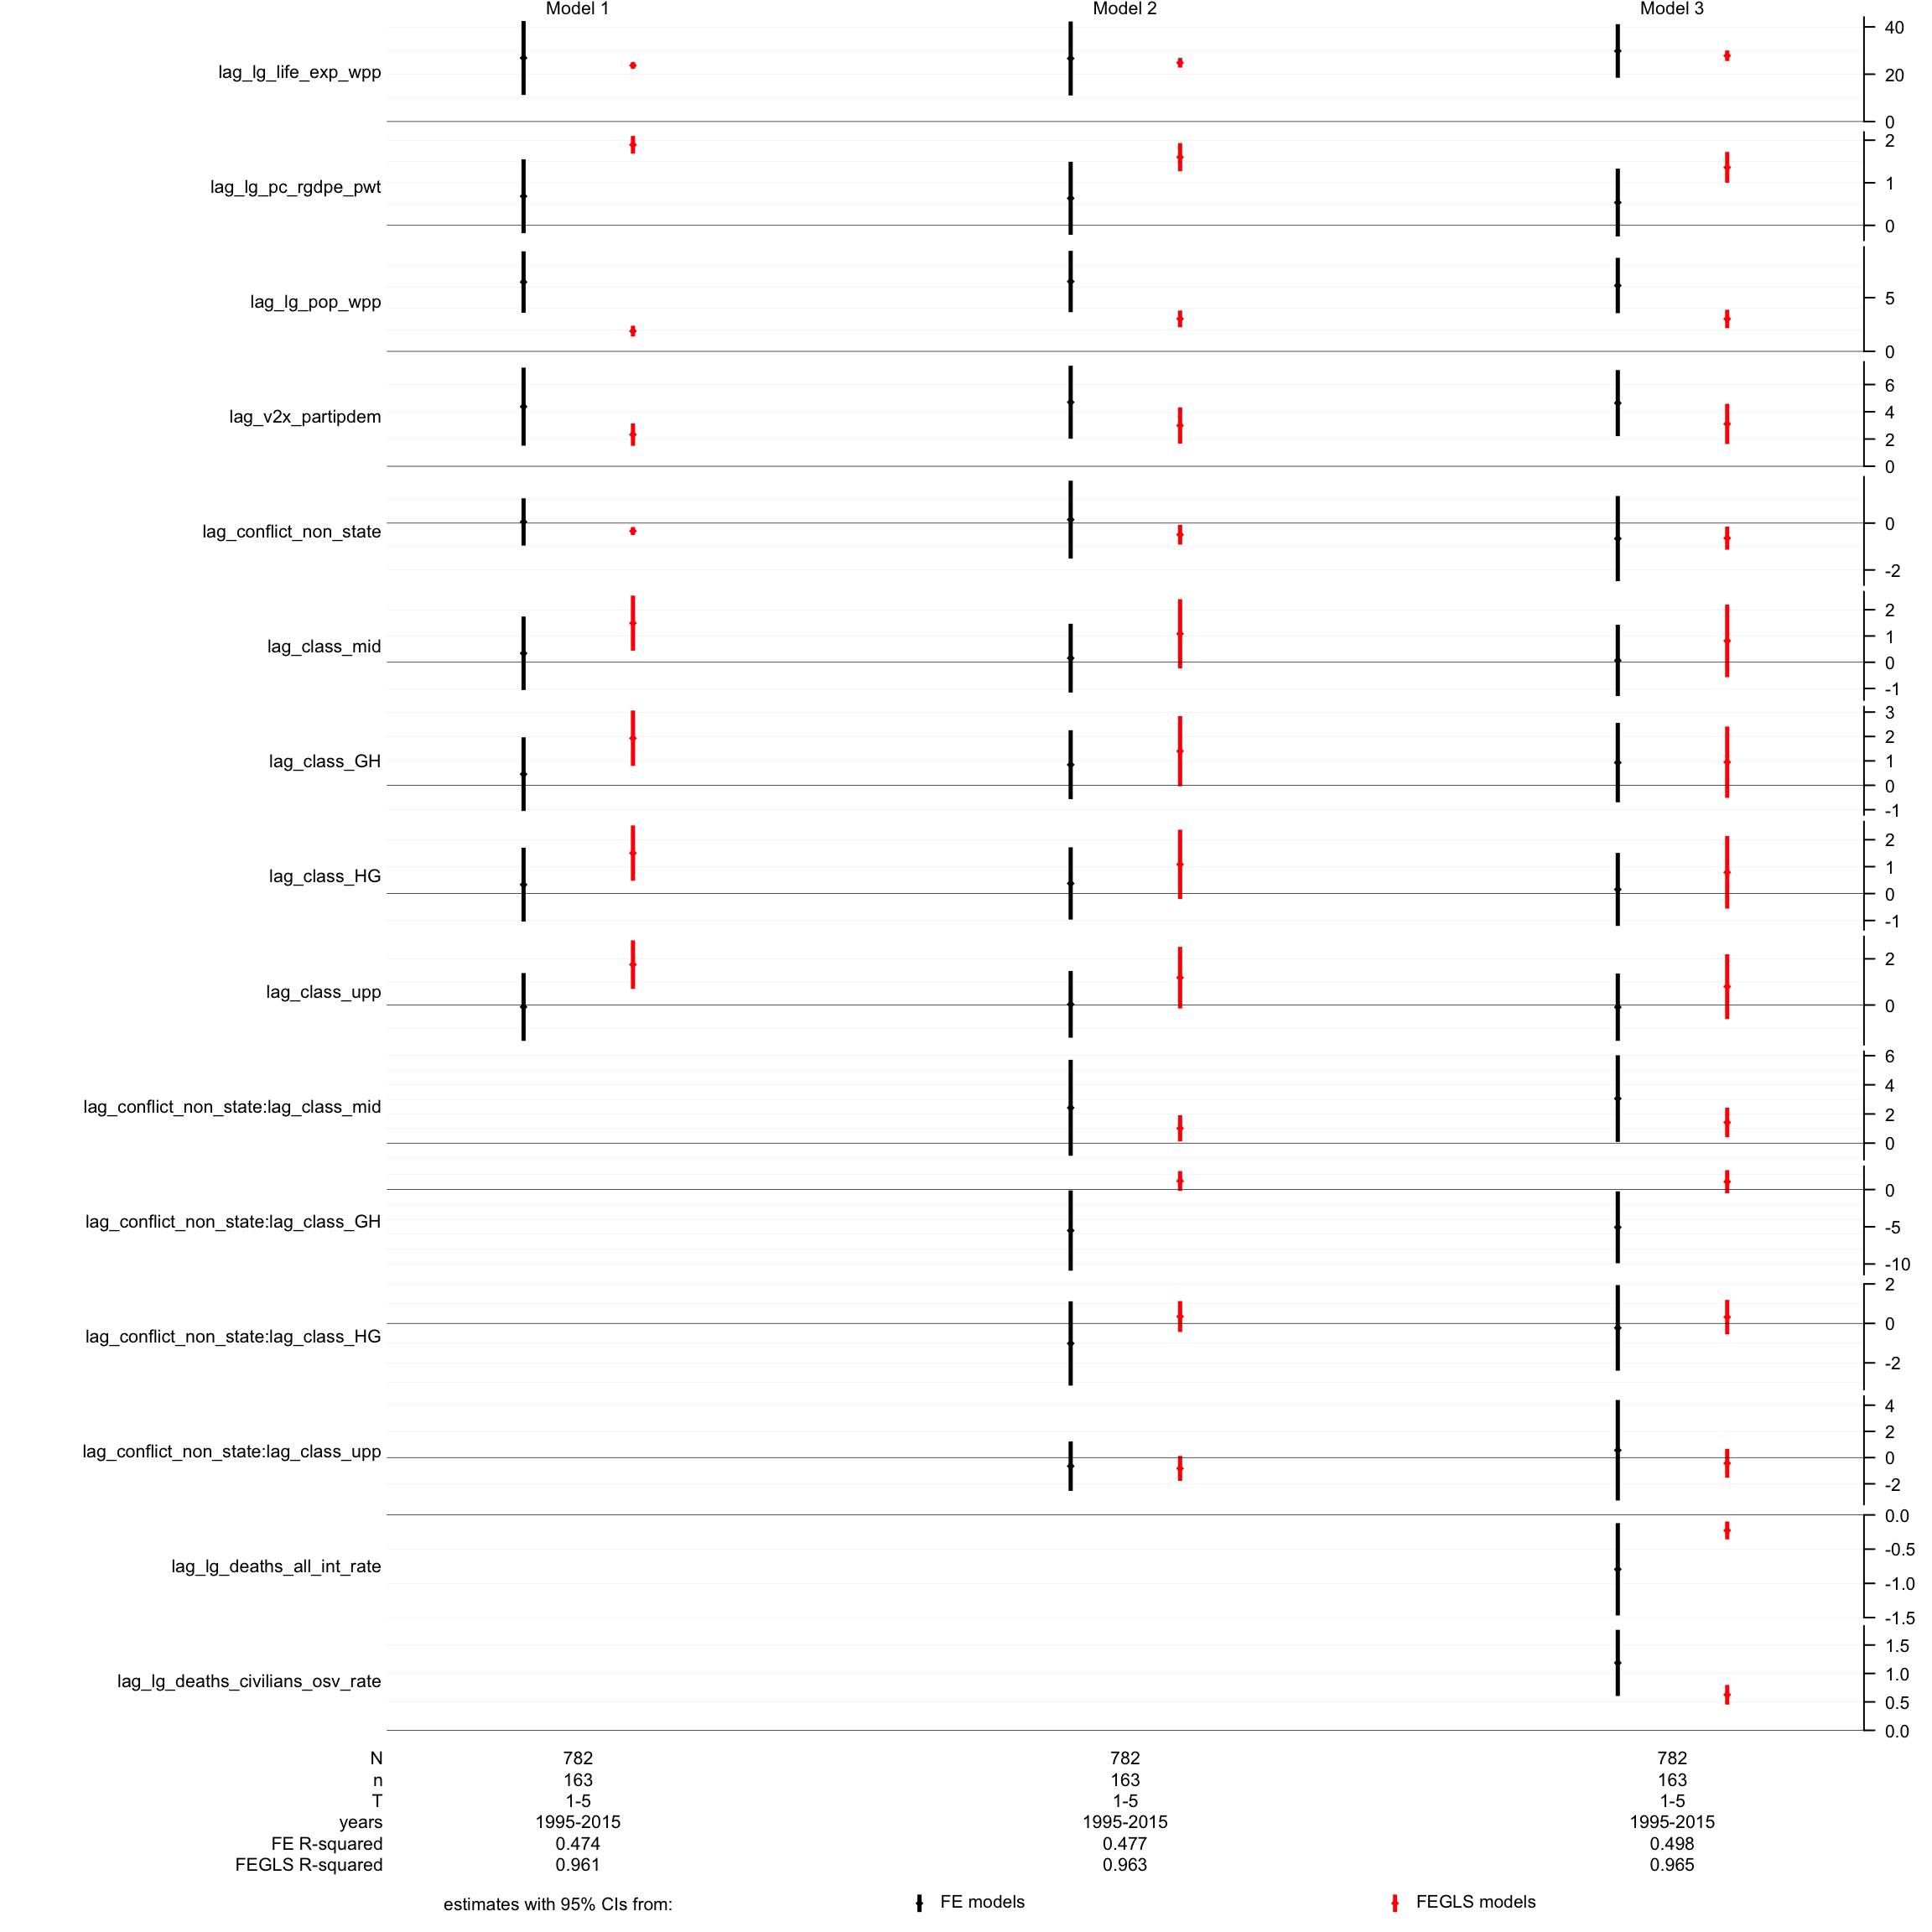 Model 1 Model 2 Model 3
lag_lg_life_exp_wpp
40
20
0
lag_lg_pc_rgdpe_pwt
2
1
0
lag_lg_pop_wpp
5
0
lag_v2x_partipdem
6
4
2
0
lag_conflict_non_state
0
-2
lag_class_mid
2
1
0
-1
lag_class_GH
3
2
1
0
-1
lag_class_HG
2
1
0
-1
lag_class_upp
2
0
lag_conflict_non_state:lag_class_mid
6
4
2
0
lag_conflict_non_state:lag_class_GH
0
-5
-10
lag_conflict_non_state:lag_class_HG
2
0
-2
lag_conflict_non_state:lag_class_upp
4
2
0
-2
lag_lg_deaths_all_int_rate
0.0
-0.5
-1.0
-1.5
lag_lg_deaths_civilians_osv_rate
1.5
1.0
0.5
0.0
N 782 782 782
n 163 163 163
T 1-5 1-5 1-5
years 1995-2015 1995-2015 1995-2015
FE R-squared 0.474 0.477 0.498
FEGLS R-squared 0.961 0.963 0.965
estimates with 95% CIs from: FE models FEGLS models